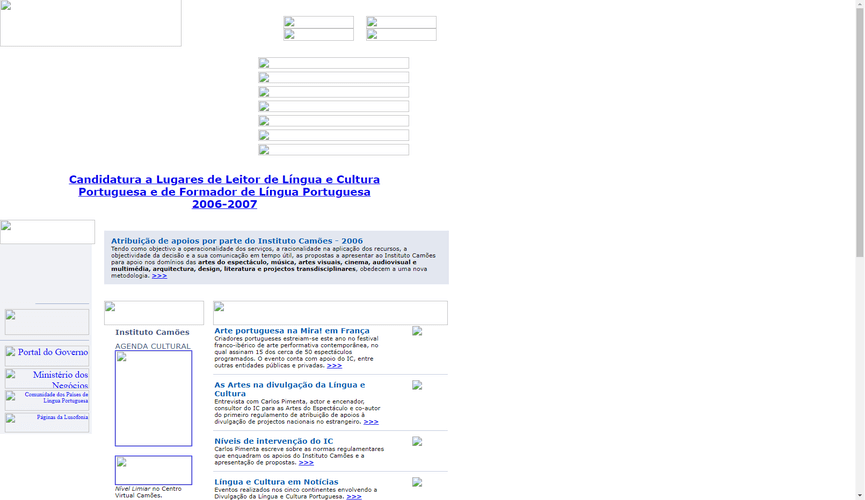 Candidatura a Lugares de Leitor de Língua e Cultura
Portuguesa e de Formador de Língua Portuguesa
2006-2007
Atribuição de apoios por parte do Instituto Camões - 2006
Tendo como objectivo a operacionalidade dos serviços, a racionalidade na aplicação dos recursos, a
objectividade da decisão e a sua comunicação em tempo útil, as propostas a apresentar ao Instituto Camões
para apoio nos domínios das artes do espectáculo, música, artes visuais, cinema, audiovisual e
multimédia, arquitectura, design, literatura e projectos transdisciplinares, obedecem a uma nova
metodologia. >>>
Portal do Governo
Ministério dos
Negócios
Comunidade dos Países de
Língua Portuguesa
Páginas da Lusofonia
Instituto Camões
AGENDA CULTURAL
Nível Limiar no Centro
Virtual Camões.
Arte portuguesa na Mira! em França
Criadores portugueses estreiam-se este ano no festival
franco-ibérico de arte performativa contemporânea, no
qual assinam 15 dos cerca de 50 espectáculos
programados. O evento conta com apoio do IC, entre
outras entidades públicas e privadas. >>>
As Artes na divulgação da Língua e
Cultura
Entrevista com Carlos Pimenta, actor e encenador,
consultor do IC para as Artes do Espectáculo e co-autor
do primeiro regulamento de atribuição de apoios à
divulgação de projectos nacionais no estrangeiro. >>>
Níveis de intervenção do IC
Carlos Pimenta escreve sobre as normas regulamentares
que enquadram os apoios do Instituto Camões e a
apresentação de propostas. >>>
Língua e Cultura em Notícias
Eventos realizados nos cinco continentes envolvendo a
Divulgação da Língua e Cultura Portuguesa. >>>